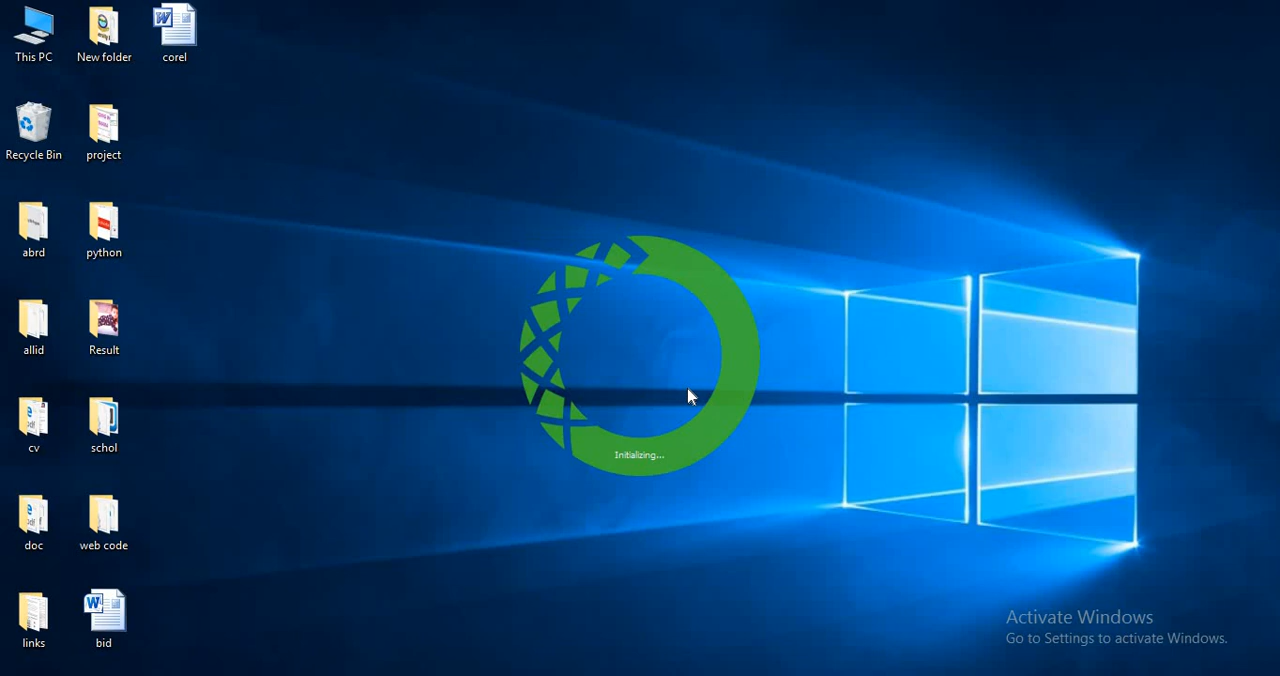 This PC
New folder
corel
Recycle Bin
project
abrd
python
allid
Result
cv
schol
doc
web code
links
bid
Initializing...
Activate Windows
Go to Settings to activate Windows.